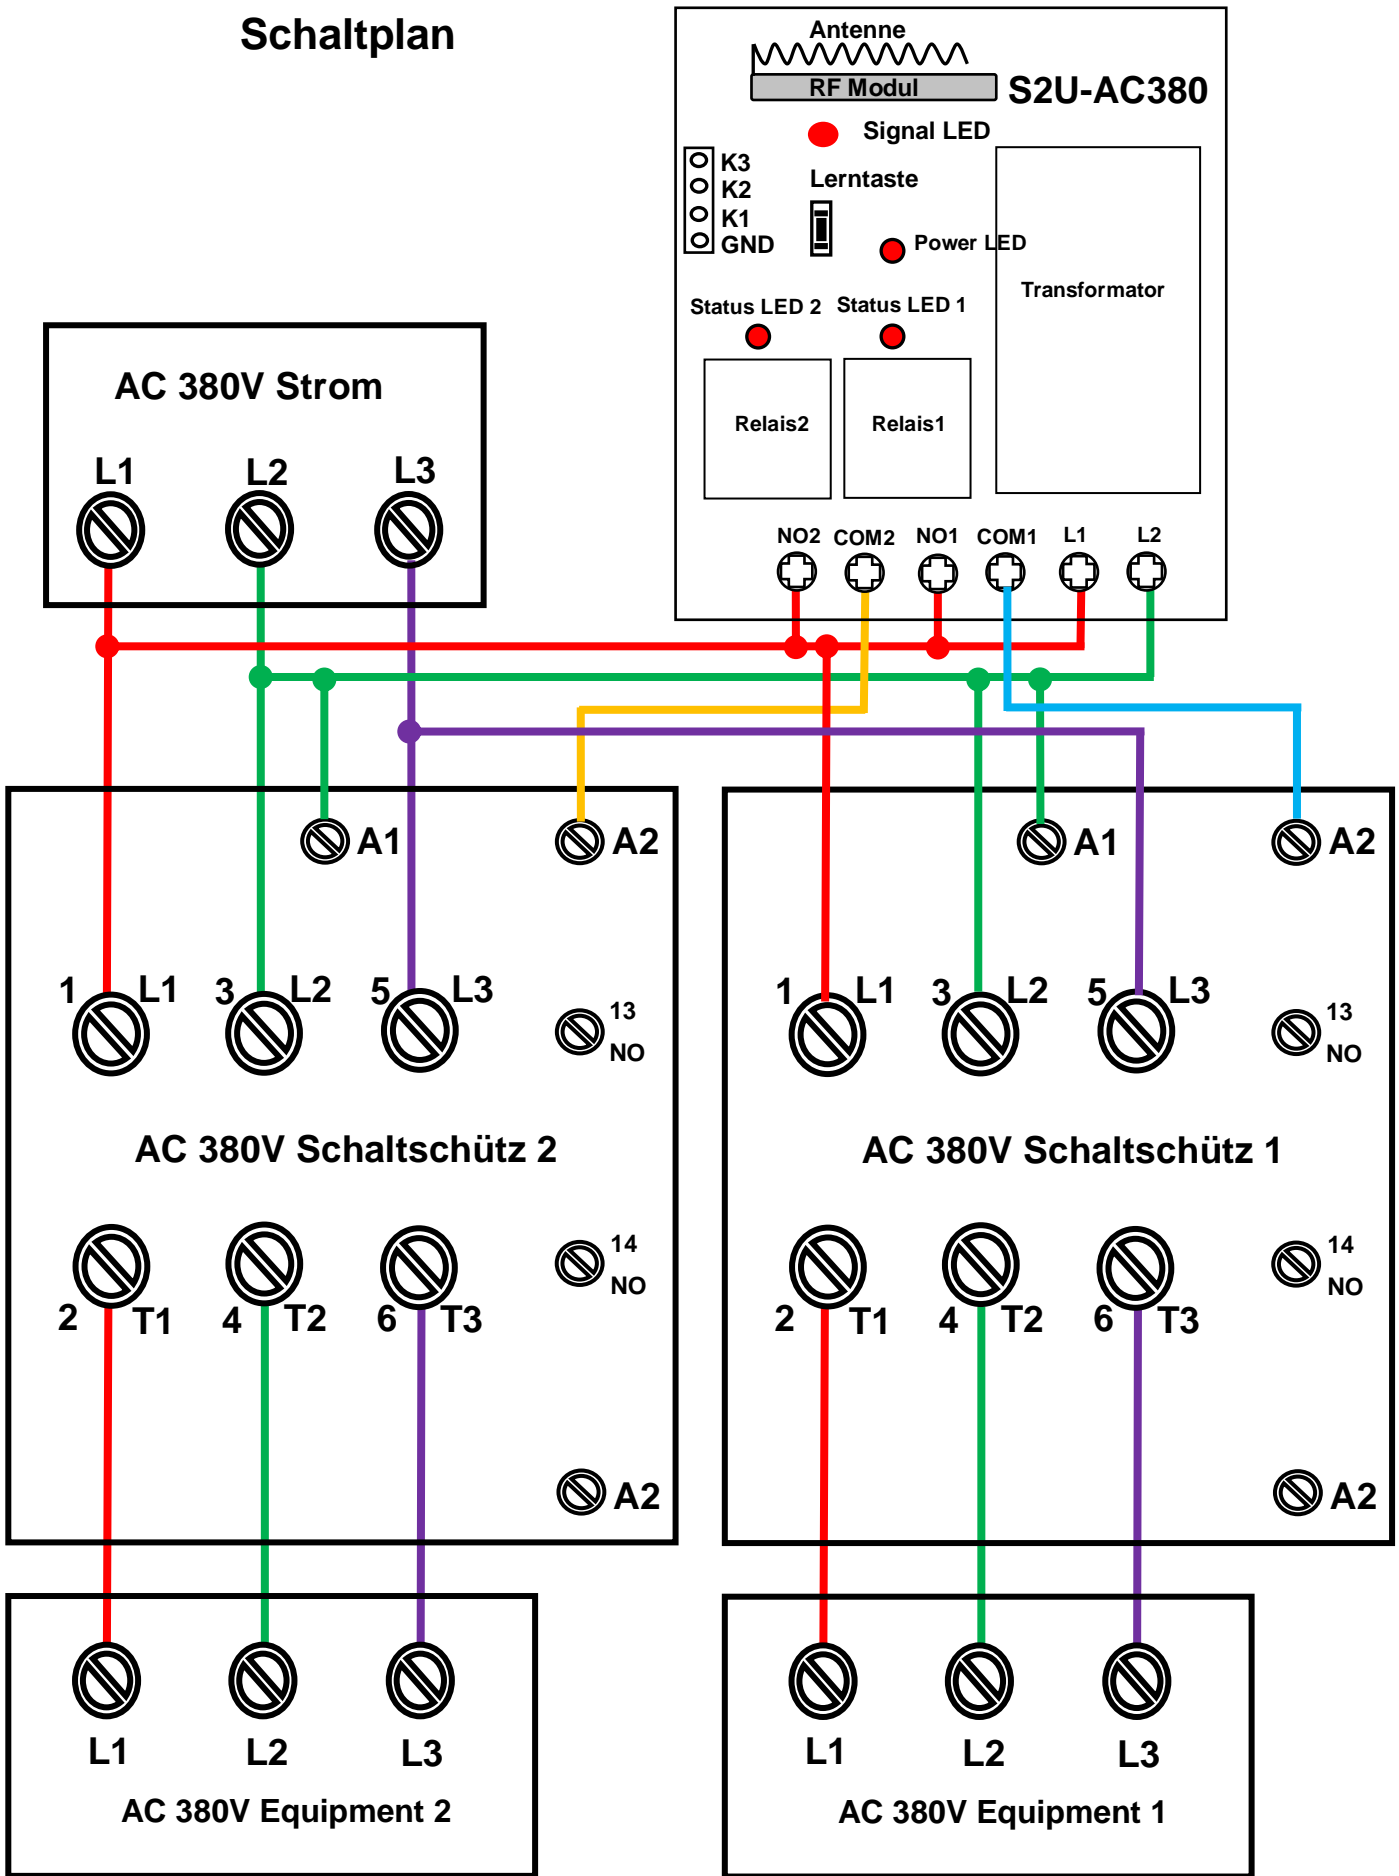 Schaltplan
Antenne
RF Modul
S2U-AC380
Signal LED
K3
K2
K1
GND
Lerntaste
Power LED
Transformator
Status LED 2
Status LED 1
Relais2
Relais1
NO2
COM2
NO1
COM1
L1
L2
AC 380V Strom
L1
L2
L3
A1
A2
1
L1
3
L2
5
L3
13
NO
AC 380V Schaltschütz 2
14
NO
2
T1
4
T2
6
T3
A2
A1
A2
1
L1
3
L2
5
L3
13
NO
AC 380V Schaltschütz 1
14
NO
2
T1
4
T2
6
T3
A2
L1
L2
L3
AC 380V Equipment 2
L1
L2
L3
AC 380V Equipment 1